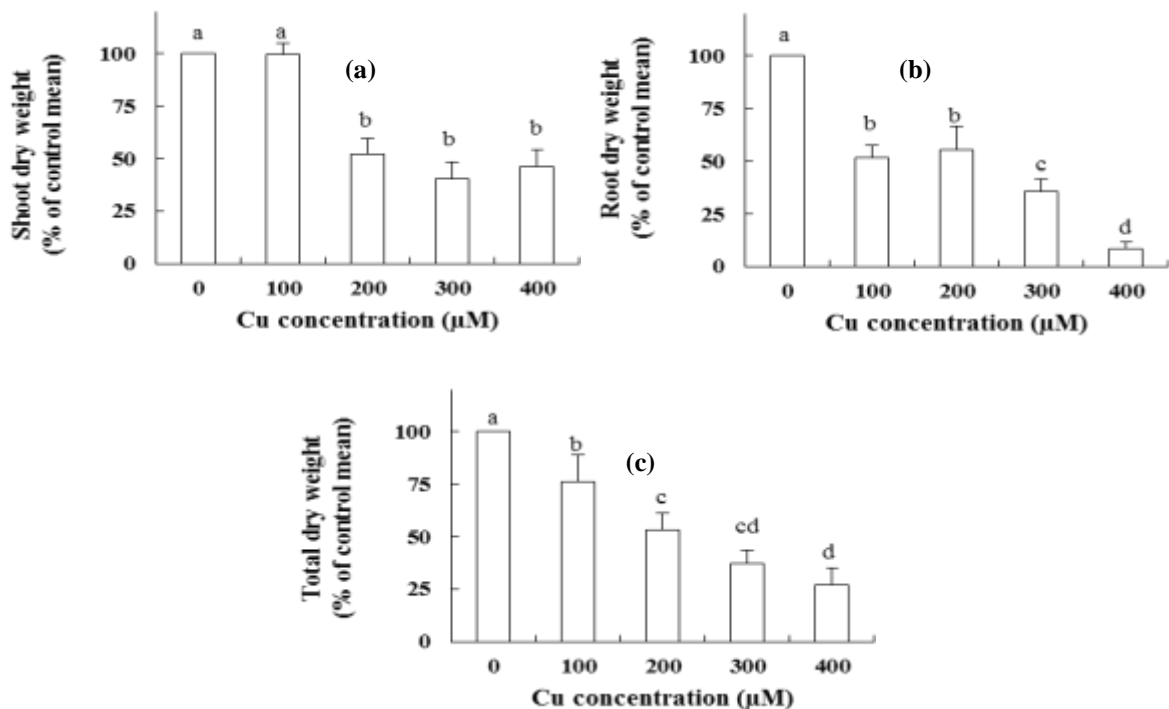 Shoot dry weight
(% of control mean)
100
75
50
25
0
a
a
b
b
b
(a)
0 100 200 300 400
Cu concentration (µM)
Root dry weight
(% of control mean)
100
75
50
25
0
a
b
b
c
d
(b)
0 100 200 300 400
Cu concentration (µM)
Total dry weight
(% of control mean)
100
75
50
25
0
a
b
c
cd
d
(c)
0 100 200 300 400
Cu concentration (µM)